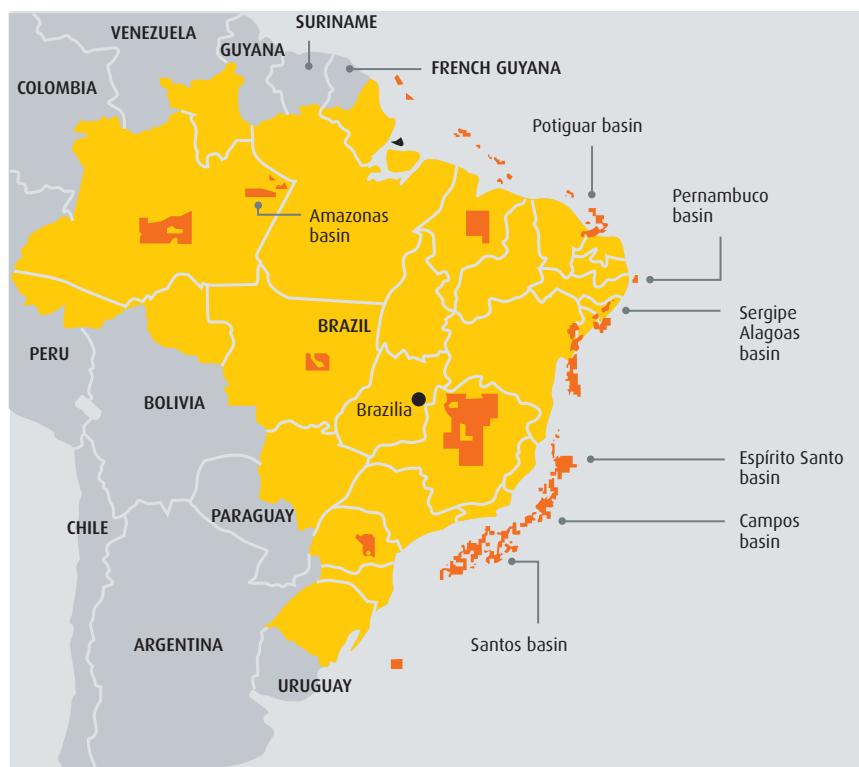 SURINAME
VENEZUELA
GUYANA
FRENCH GUYANA
COLOMBIA
Potiguar basin
Pernambuco
basin
Amazonas
basin
Sergipe
Alagoas
basin
BRAZIL
PERU
BOLIVIA
Brazilia
Espírito Santo
basin
Campos
basin
PARAGUAY
CHILE
Santos basin
ARGENTINA
URUGUAY